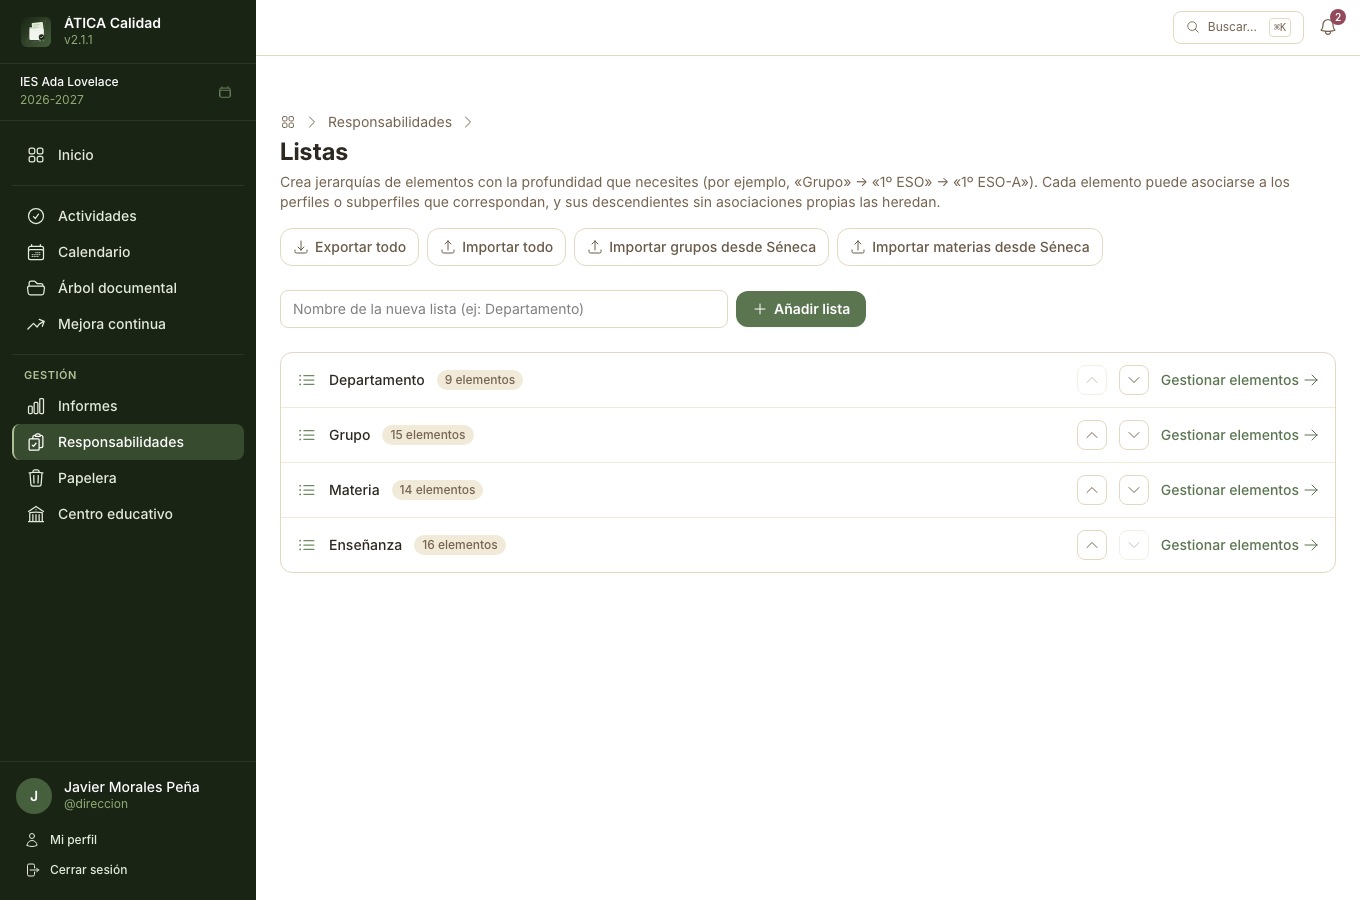 ÁTICA Calidad
v2.1.1
IES Ada Lovelace
2026-2027
Inicio
Actividades
Calendario
Árbol documental
Mejora continua
GESTIÓN
Informes
Responsabilidades
Papelera
Centro educativo
Javier Morales Peña
J
@direccion
Mi perfil
Cerrar sesión
Buscar...
⌘K
2
Responsabilidades
Listas
Crea jerarquías de elementos con la profundidad que necesites (por ejemplo, «Grupo» → «1º ESO» → «1º ESO-A»). Cada elemento puede asociarse a los
perfiles o subperfiles que correspondan, y sus descendientes sin asociaciones propias las heredan.
Exportar todo
Importar todo
Importar grupos desde Séneca
Importar materias desde Séneca
Nombre de la nueva lista (ej: Departamento)
Añadir lista
Departamento 9 elementos Gestionar elementos →
Grupo 15 elementos Gestionar elementos →
Materia 14 elementos Gestionar elementos →
Enseñanza 16 elementos Gestionar elementos →